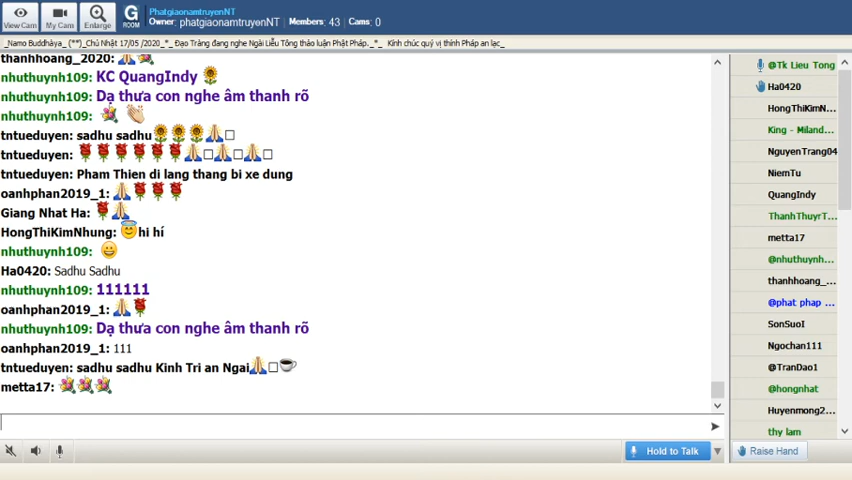 View Cam
My Cam
Enlarge
G
ROOM
PhatgiaonamtruyenNT
Owner: phatgiaonamtruyenNT Members: 43 Cams: 0
_Namo Buddhàya_ (**)_Chủ Nhật 17/05 /2020_*_ Đạo Tràng đang nghe Ngài Liễu Tông thảo luận Phật Pháp._*_ Kính chúc quý vị thính Pháp an lạc_
thanhhoang_2020:
nhuthuynh109: KC QuangIndy
nhuthuynh109: Dạ thưa con nghe âm thanh rõ
nhuthuynh109:
tntueduyen: sadhu sadhu
tntueduyen:
tntueduyen: Pham Thien di lang thang bi xe dung
oanhphan2019_1:
Giang Nhat Ha:
HongThiKimNhung: hi hí
nhuthuynh109:
Ha0420: Sadhu Sadhu
nhuthuynh109: 111111
oanhphan2019_1:
nhuthuynh109: Dạ thưa con nghe âm thanh rõ
oanhphan2019_1: 111
tntueduyen: sadhu sadhu Kinh Tri an Ngai
metta17:
@Tk Lieu Tong
Ha0420
HongThiKimN...
King - Miland...
NguyenTrang04
NiemTu
QuangIndy
ThanhThuyrT...
metta17
@nhuthuynh...
thanhhoang_...
@phat phap ...
SonSuoI
Ngochan111
@TranDao1
@hongnhat
Huyenmong2...
thy lam
Hold to Talk
Raise Hand